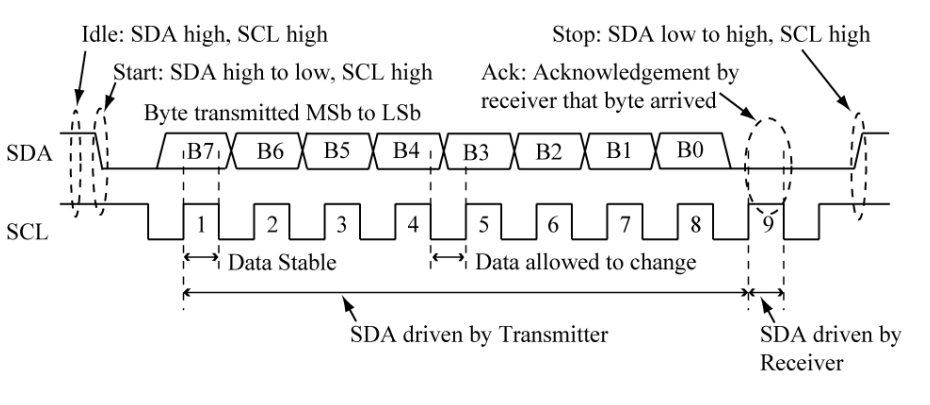 Idle: SDA high, SCL high
Stop: SDA low to high, SCL high
Start: SDA high to low, SCL high
Ack: Acknowledgement by
receiver that byte arrived
Byte transmitted MSb to LSb
SDA
B7 B6 B5 B4 B3 B2 B1 B0
SCL
1 2 3 4 5 6 7 8 9
Data Stable
Data allowed to change
SDA driven by Transmitter
SDA driven by
Receiver